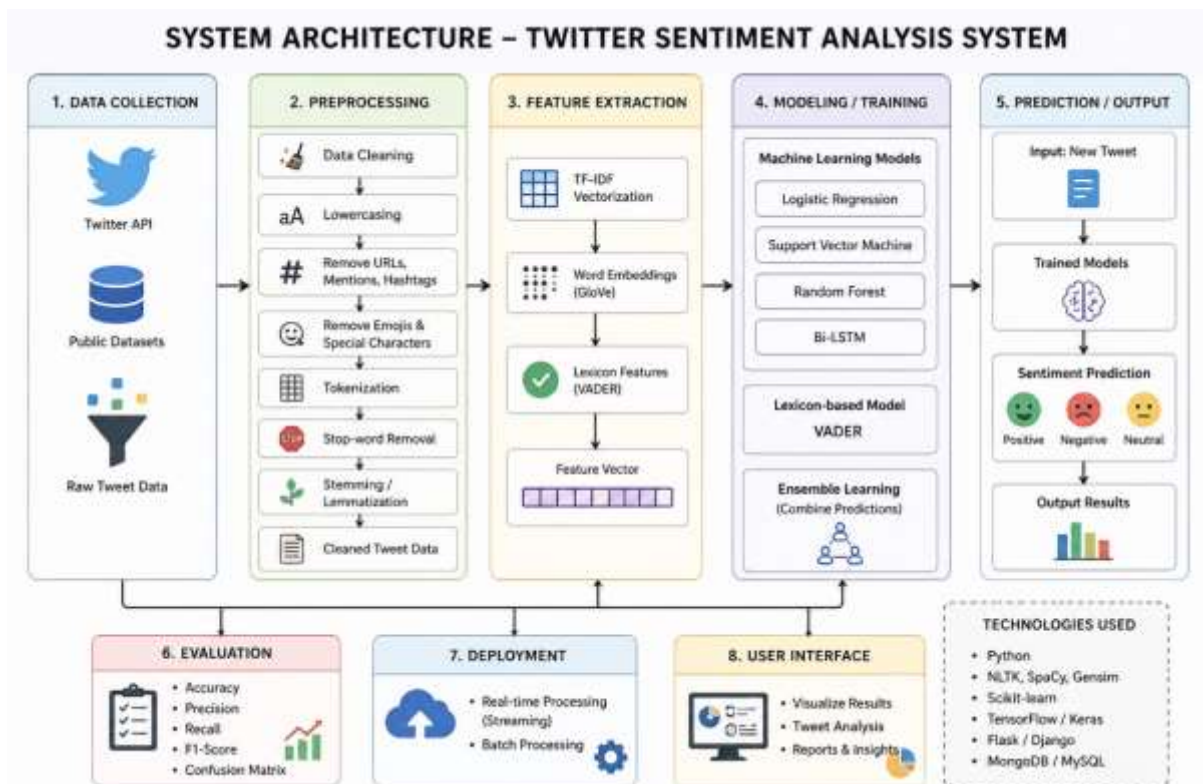 SYSTEM ARCHITECTURE – TWITTER SENTIMENT ANALYSIS SYSTEM
1. DATA COLLECTION
Twitter API
Public Datasets
Raw Tweet Data
2. PREPROCESSING
Data Cleaning
aA
Lowercasing
#
Remove URLs,
Mentions, Hashtags
Remove Emojis &
Special Characters
Tokenization
STOP
Stop-word Removal
Stemming /
Lemmatization
Cleaned Tweet Data
3. FEATURE EXTRACTION
TF-IDF
Vectorization
Word Embeddings
(GloVe)
Lexicon Features
(VADER)
Feature Vector
4. MODELING / TRAINING
Machine Learning Models
Logistic Regression
Support Vector Machine
Random Forest
Bi-LSTM
Lexicon-based Model
VADER
Ensemble Learning
(Combine Predictions)
5. PREDICTION / OUTPUT
Input: New Tweet
Trained Models
Sentiment Prediction
Positive Negative Neutral
Output Results
6. EVALUATION
• Accuracy
• Precision
• Recall
• F1-Score
• Confusion Matrix
7. DEPLOYMENT
• Real-time Processing
(Streaming)
• Batch Processing
8. USER INTERFACE
• Visualize Results
• Tweet Analysis
• Reports & Insights
TECHNOLOGIES USED
• Python
• NLTK, SpaCy, Gensim
• Scikit-learn
• TensorFlow / Keras
• Flask / Django
• MongoDB / MySQL